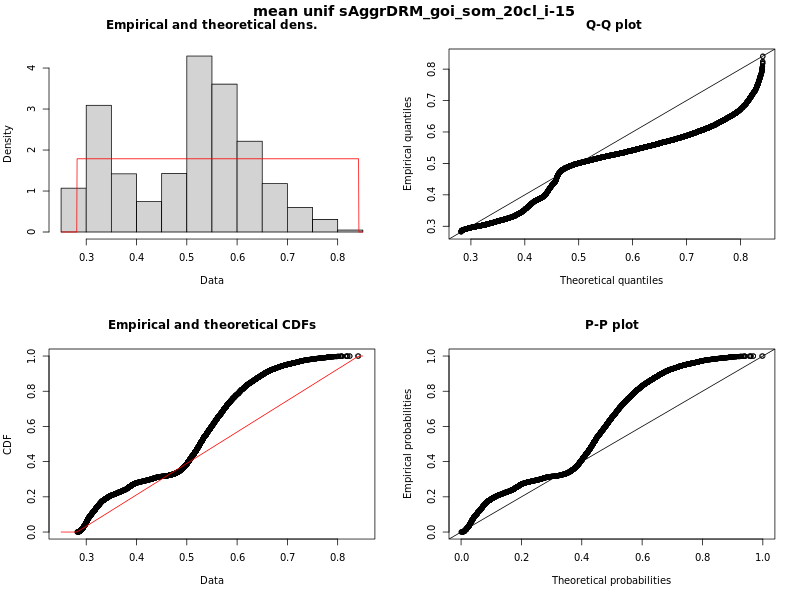 mean unif sAggrDRM_goi_som_20cl_i-15
Empirical and theoretical dens.
Density
0 1 2 3 4
0.3 0.4 0.5 0.6 0.7 0.8
Data
Q-Q plot
Empirical quantiles
0.3 0.4 0.5 0.6 0.7 0.8
0.3 0.4 0.5 0.6 0.7 0.8
Theoretical quantiles
Empirical and theoretical CDFs
CDF
0.0 0.2 0.4 0.6 0.8 1.0
0.3 0.4 0.5 0.6 0.7 0.8
Data
P-P plot
Empirical probabilities
0.0 0.2 0.4 0.6 0.8 1.0
0.0 0.2 0.4 0.6 0.8 1.0
Theoretical probabilities